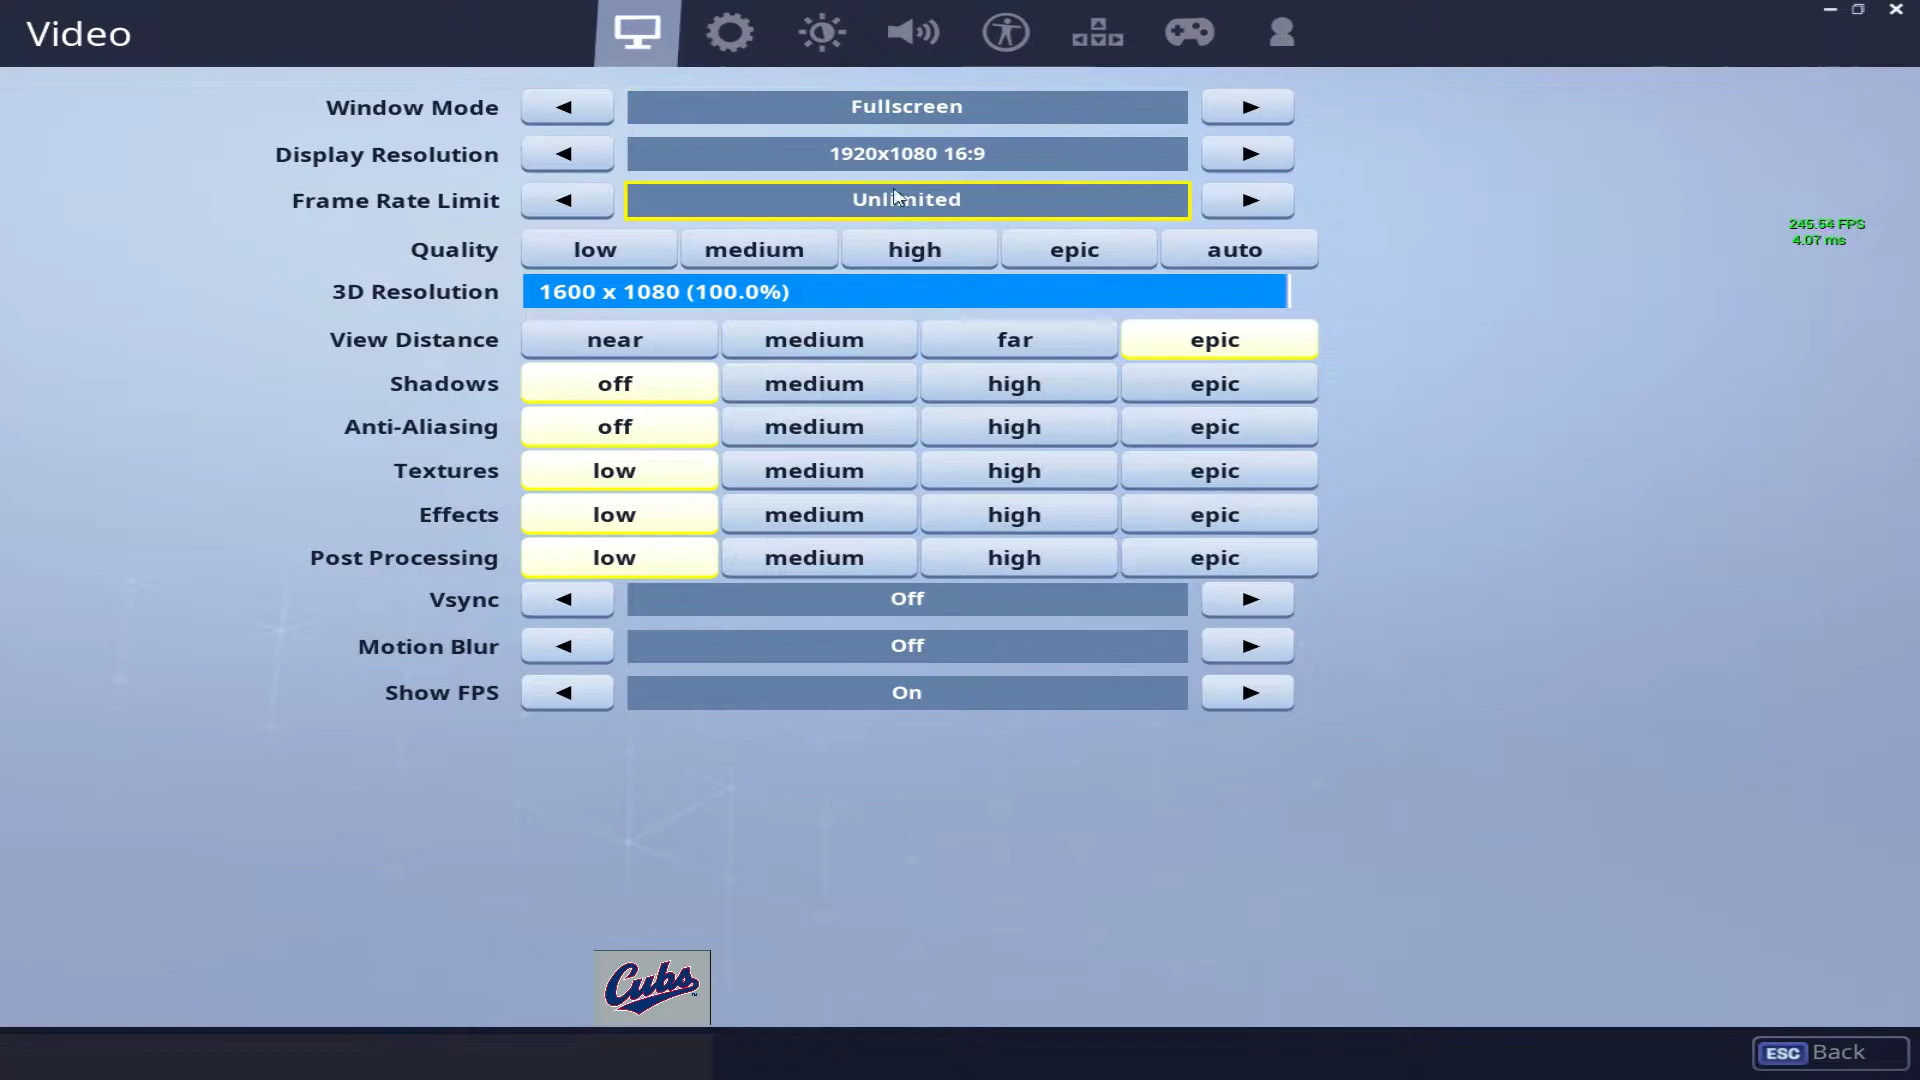 Video
Window Mode ◄ Fullscreen ►
Display Resolution ◄ 1920x1080 16:9 ►
Frame Rate Limit ◄ Unlimited ►
245.54 FPS
4.07 ms
Quality low medium high epic auto
3D Resolution 1600 x 1080 (100.0%)
View Distance near medium far epic
Shadows off medium high epic
Anti-Aliasing off medium high epic
Textures low medium high epic
Effects low medium high epic
Post Processing low medium high epic
Vsync ◄ Off ►
Motion Blur ◄ Off ►
Show FPS ◄ On ►
Cubs
ESC Back